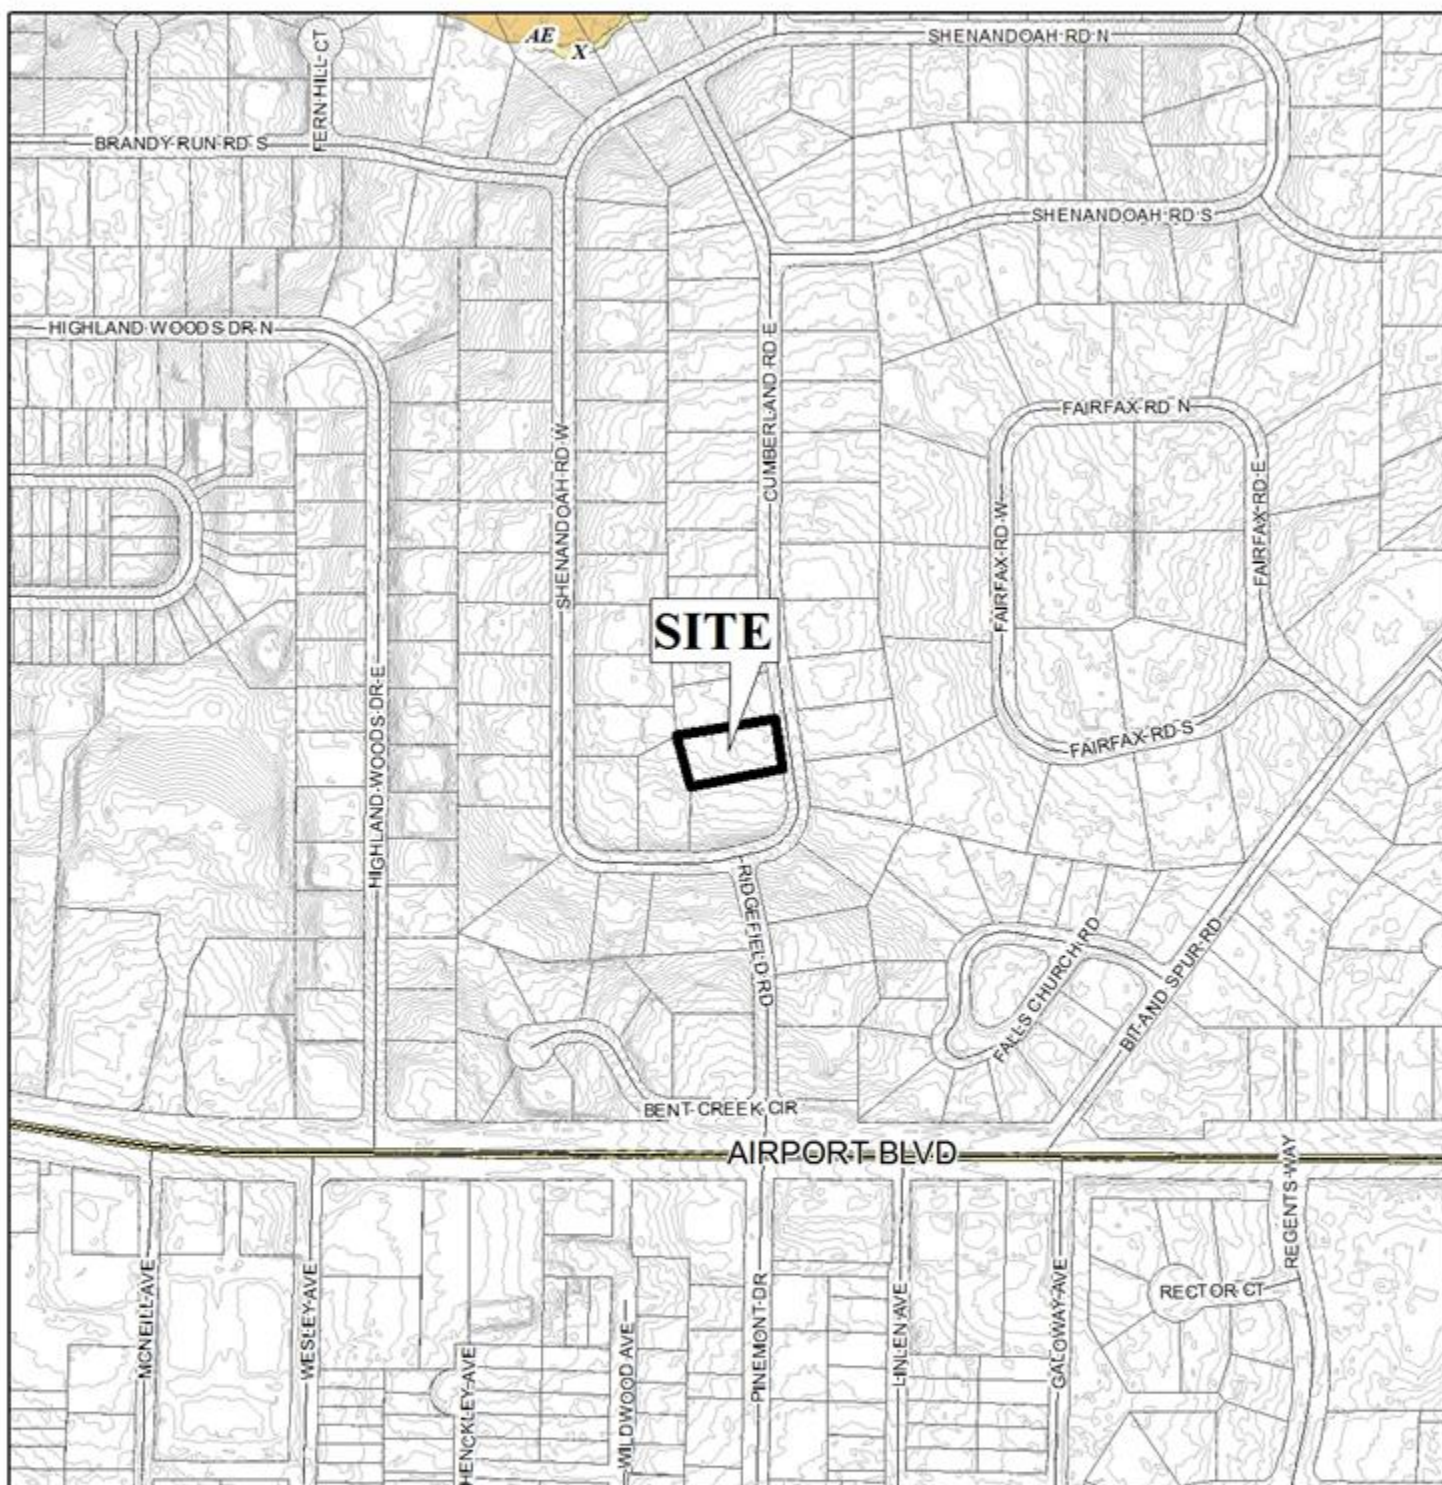 AE
X
SHENANDOAH RD N
FERN HILL CT
BRANDY RUN RD S
SHENANDOAH RD S
HIGHLAND WOODS DR N
CUMBERLAND RD E
FAIRFAX RD N
SHENANDOAH RD W
FAIRFAX RD E
FAIRFAX RD W
SITE
HIGHLAND WOODS DR E
FAIRFAX RD S
RIDGEFIELD RD
FALLS CHURCH RD
BIT AND SPUR RD
BENT CREEK CIR
AIRPORT BLVD
REGENTS WAY
MCNEILL AVE
WESLEY AVE
PINEMONT DR
LINLEN AVE
GALOWAY AVE
RECTOR CT
HENCKLEY AVE
WILDWOOD AVE